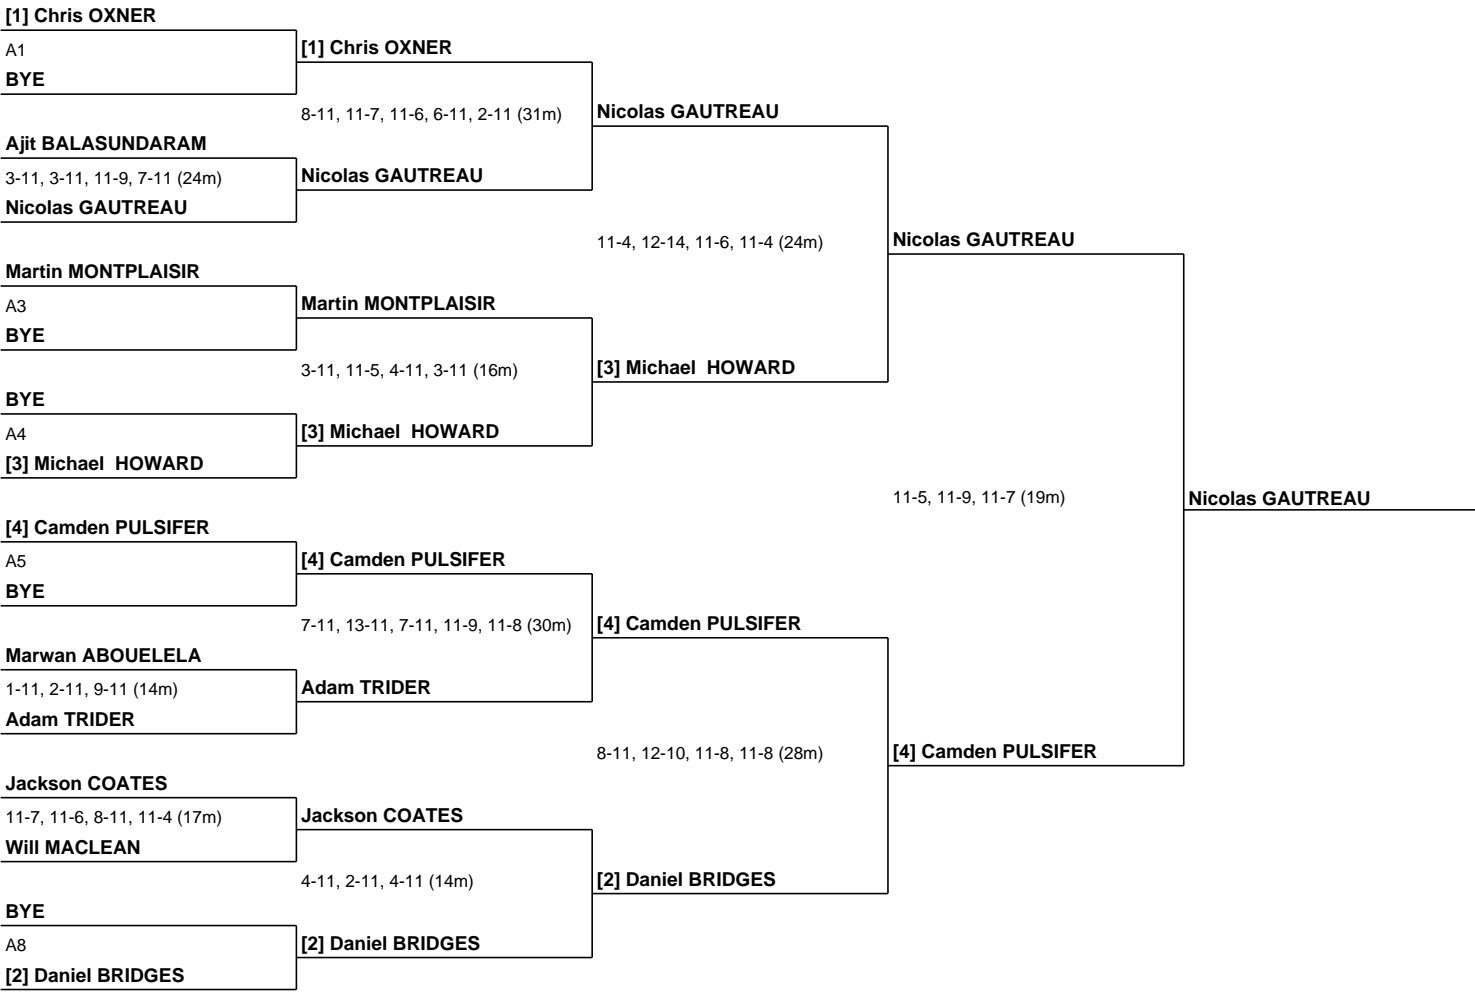 [1] Chris OXNER
A1
BYE
Ajit BALASUNDARAM
3-11, 3-11, 11-9, 7-11 (24m)
Nicolas GAUTREAU
Martin MONTPLAISIR
A3
BYE
BYE
A4
[3] Michael  HOWARD
[4] Camden PULSIFER
A5
BYE
Marwan ABOUELELA
1-11, 2-11, 9-11 (14m)
Adam TRIDER
Jackson COATES
11-7, 11-6, 8-11, 11-4 (17m)
Will MACLEAN
BYE
A8
[2] Daniel BRIDGES
[1] Chris OXNER
8-11, 11-7, 11-6, 6-11, 2-11 (31m)
Nicolas GAUTREAU
Martin MONTPLAISIR
3-11, 11-5, 4-11, 3-11 (16m)
[3] Michael  HOWARD
[4] Camden PULSIFER
7-11, 13-11, 7-11, 11-9, 11-8 (30m)
Adam TRIDER
Jackson COATES
4-11, 2-11, 4-11 (14m)
[2] Daniel BRIDGES
Nicolas GAUTREAU
11-4, 12-14, 11-6, 11-4 (24m)
[3] Michael  HOWARD
[4] Camden PULSIFER
8-11, 12-10, 11-8, 11-8 (28m)
[2] Daniel BRIDGES
Nicolas GAUTREAU
11-5, 11-9, 11-7 (19m)
[4] Camden PULSIFER
Nicolas GAUTREAU